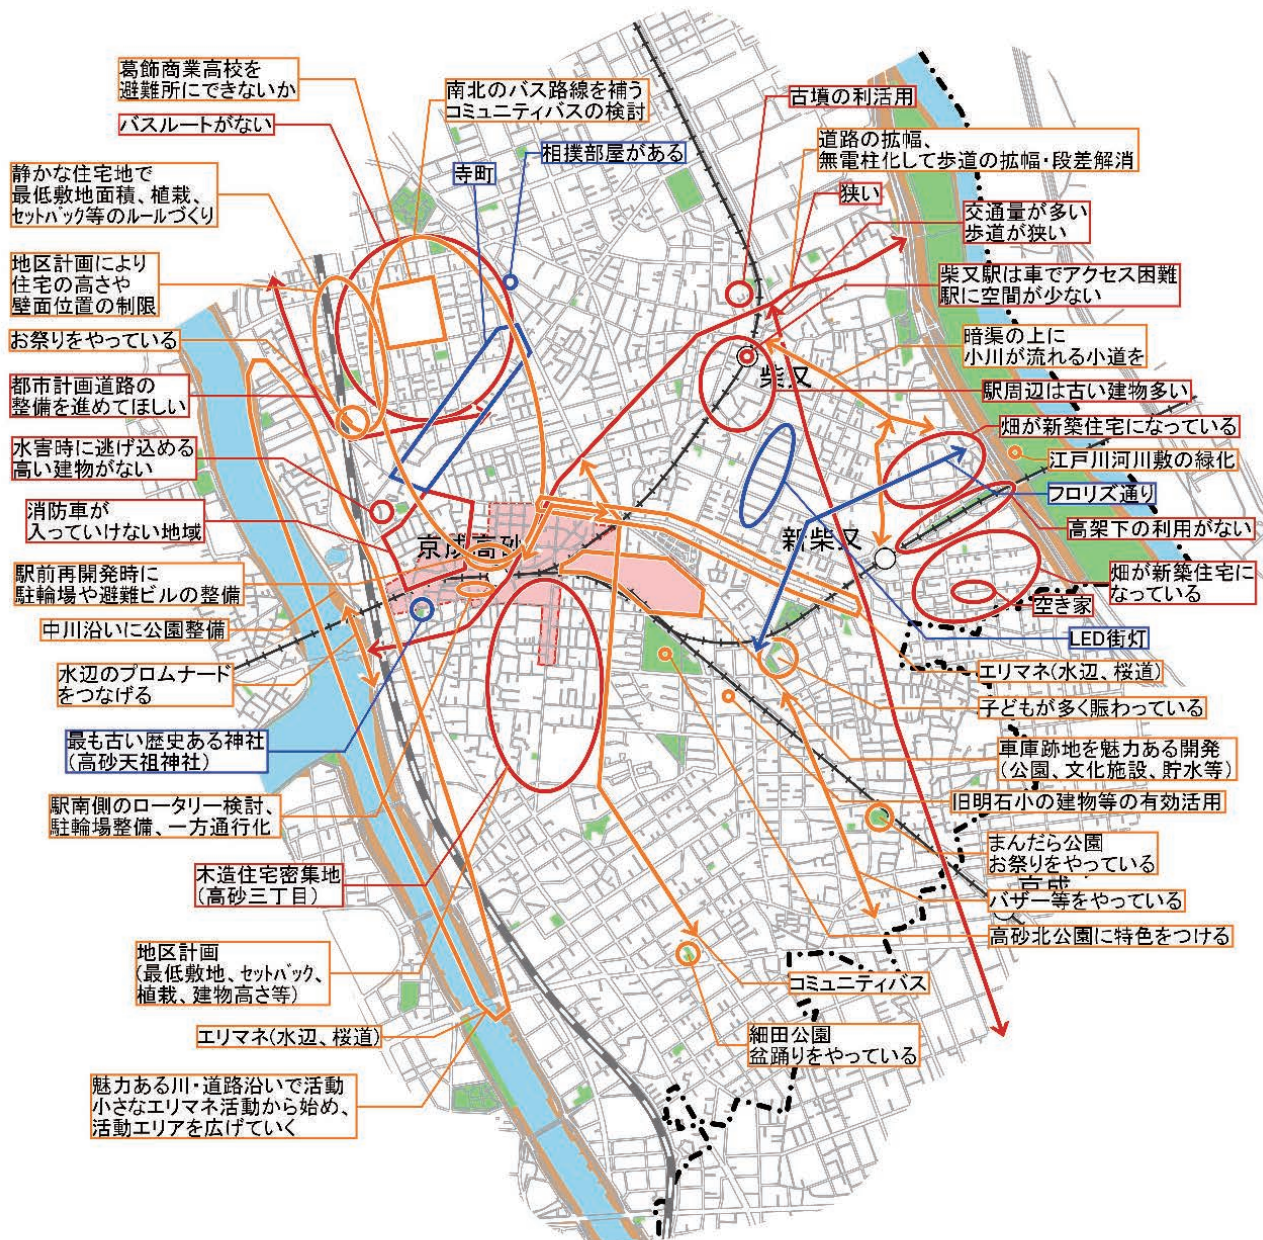 葛飾商業高校を
避難所にできないか
南北のバス路線を補う
コミュニティバスの検討
古墳の利活用
バスルートがない
相撲部屋がある
道路の拡幅、
無電柱化して歩道の拡幅・段差解消
静かな住宅地で
最低敷地面積、植栽、
セットバック等のルールづくり
寺町
狭い
交通量が多い
歩道が狭い
地区計画により
住宅の高さや
壁面位置の制限
柴又駅は車でアクセス困難
駅に空間が少ない
お祭りをやっている
暗渠の上に
小川が流れる小道を
都市計画道路の
整備を進めてほしい
柴又
駅周辺は古い建物多い
水害時に逃げ込める
高い建物がない
畑が新築住宅になっている
江戸川河川敷の緑化
フロリズ通り
消防車が
入っていけない地域
京成高砂
新柴又
高架下の利用がない
駅前再開発時に
駐輪場や避難ビルの整備
畑が新築住宅に
なっている
空き家
中川沿いに公園整備
LED街灯
水辺のプロムナード
をつなげる
エリマネ(水辺、桜道)
子どもが多く賑わっている
最も古い歴史ある神社
(高砂天祖神社)
車庫跡地を魅力ある開発
(公園、文化施設、貯水等)
駅南側のロータリー検討、
駐輪場整備、一方通行化
旧明石小の建物等の有効活用
まんだら公園
お祭りをやっている
木造住宅密集地
(高砂三丁目)
京成
バザー等をやっている
高砂北公園に特色をつける
地区計画
(最低敷地、セットバック、
植栽、建物高さ等)
コミュニティバス
エリマネ(水辺、桜道)
細田公園
盆踊りをやっている
魅力ある川・道路沿いで活動
小さなエリマネ活動から始め、
活動エリアを広げていく